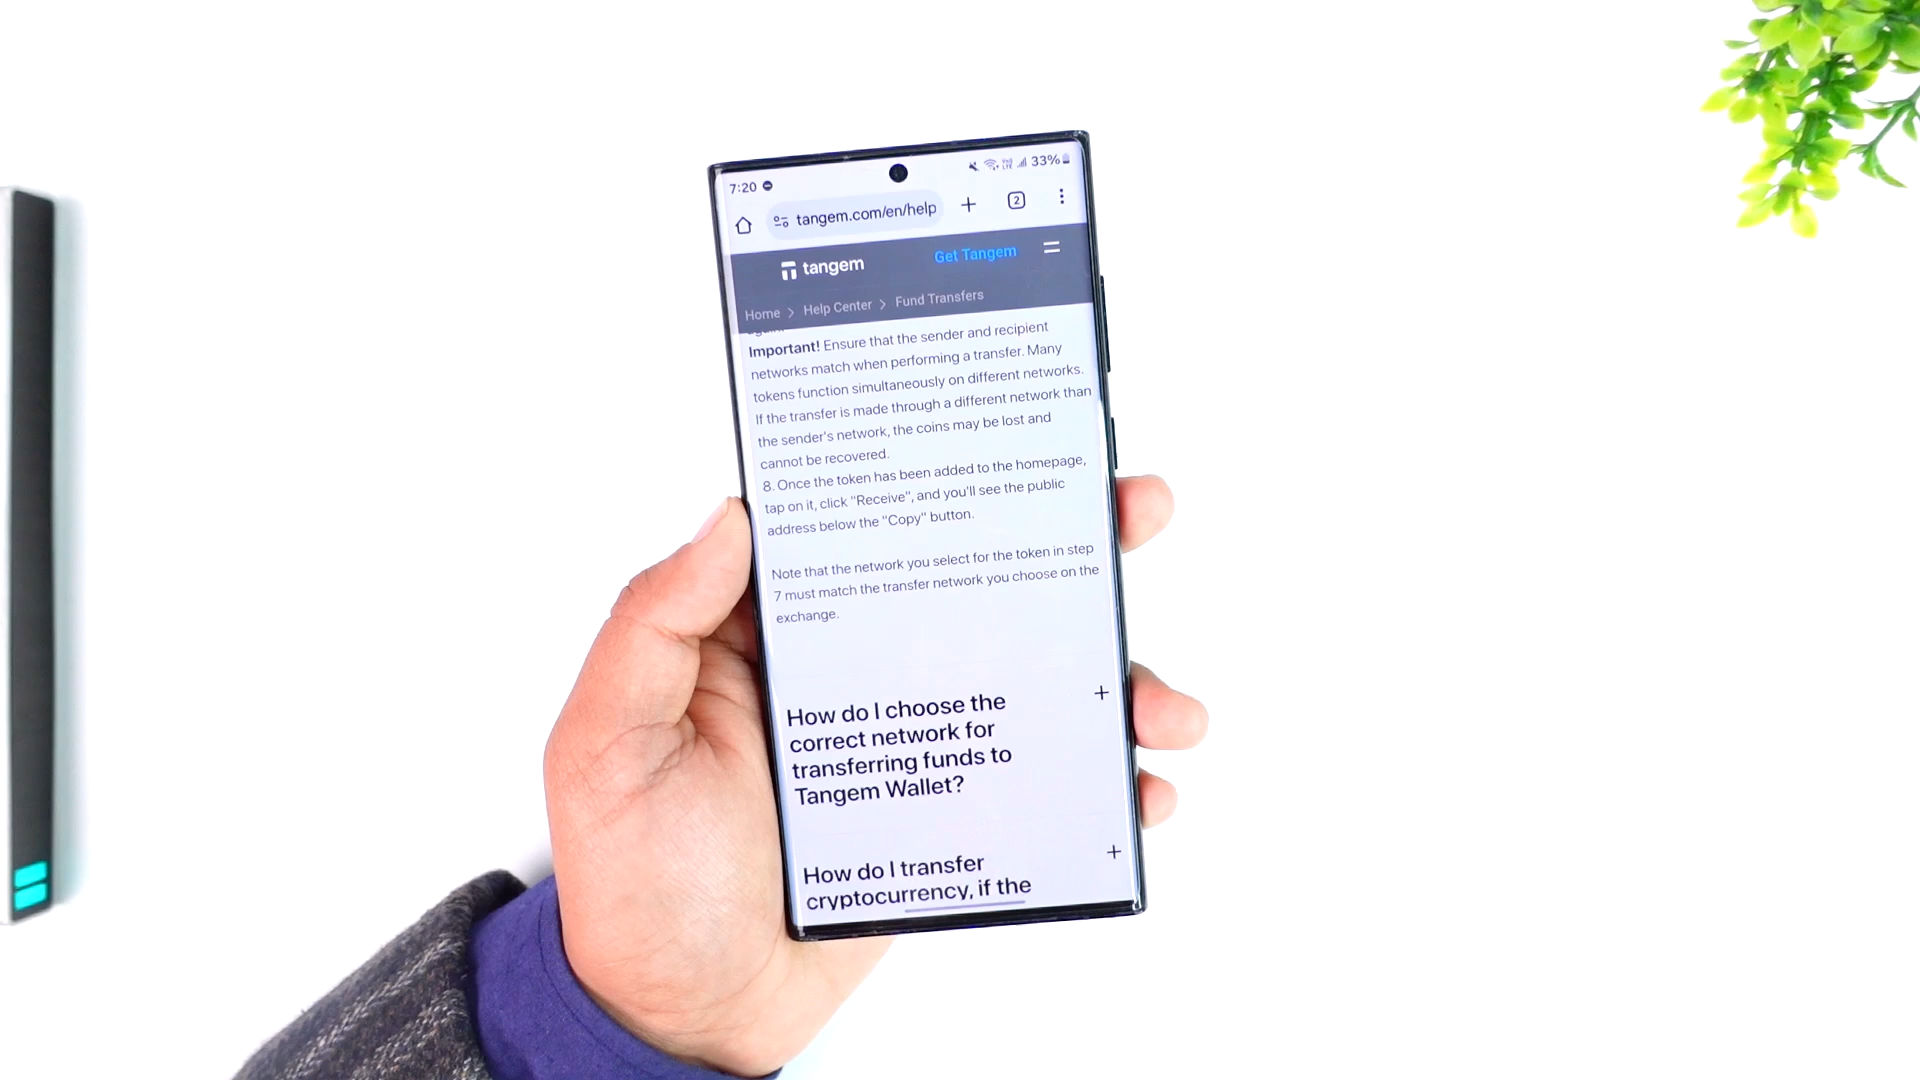 7:20
33%
tangem.com/en/help
2
tangem
Get Tangem
Home > Help Center > Fund Transfers
Important! Ensure that the sender and recipient
networks match when performing a transfer. Many
tokens function simultaneously on different networks.
If the transfer is made through a different network than
the sender's network, the coins may be lost and
cannot be recovered.
8. Once the token has been added to the homepage,
tap on it, click "Receive", and you'll see the public
address below the "Copy" button.
Note that the network you select for the token in step
7 must match the transfer network you choose on the
exchange.
How do I choose the
correct network for
transferring funds to
Tangem Wallet?
How do I transfer
cryptocurrency, if the